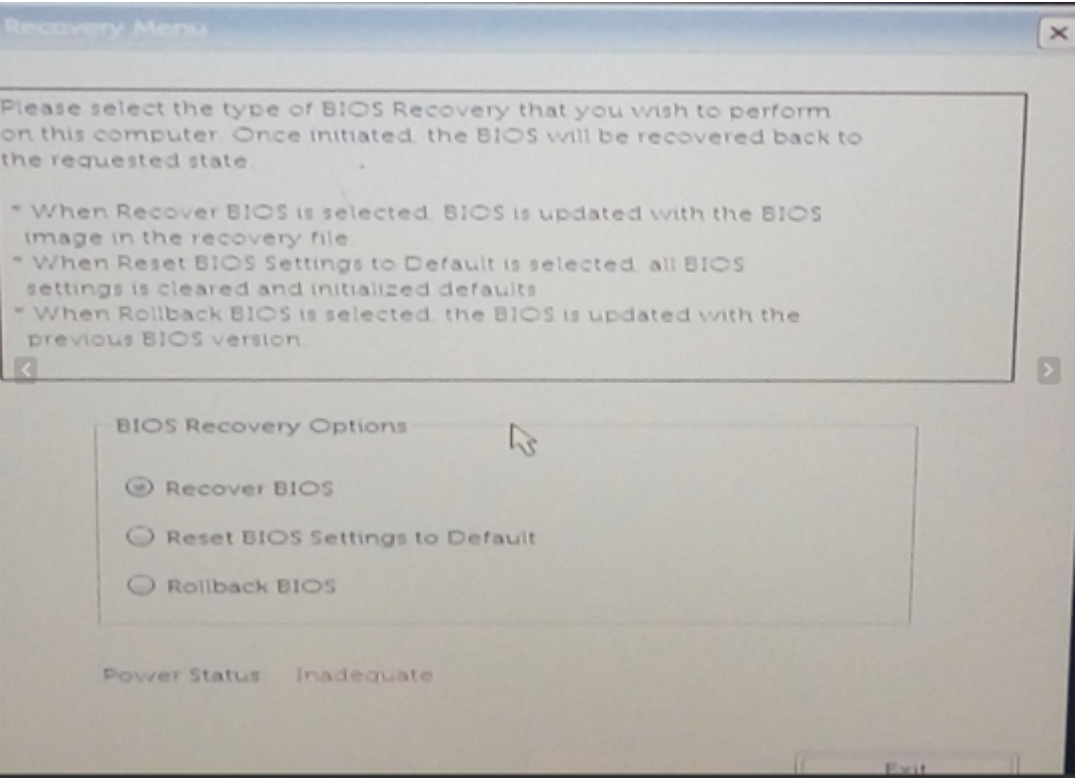 Recovery Menu
Please select the type of BIOS Recovery that you wish to perform
on this computer. Once initiated, the BIOS will be recovered back to
the requested state.
* When Recover BIOS is selected, BIOS is updated with the BIOS
image in the recovery file.
* When Reset BIOS Settings to Default is selected, all BIOS
settings is cleared and initialized defaults.
* When Rollback BIOS is selected, the BIOS is updated with the
previous BIOS version.
BIOS Recovery Options
Recover BIOS
Reset BIOS Settings to Default
Rollback BIOS
Power Status: Inadequate
Exit